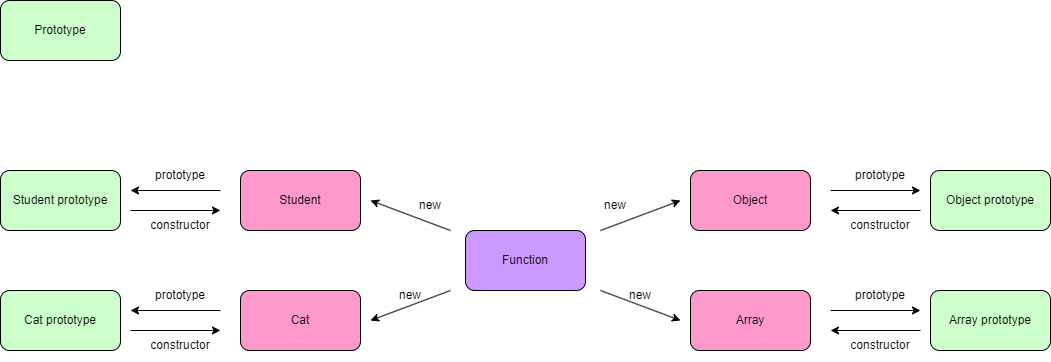 Prototype
prototype
prototype
Student prototype
Student
new
new
Object
Object prototype
constructor
constructor
Function
prototype
new
new
prototype
Cat prototype
Cat
Array
Array prototype
constructor
constructor